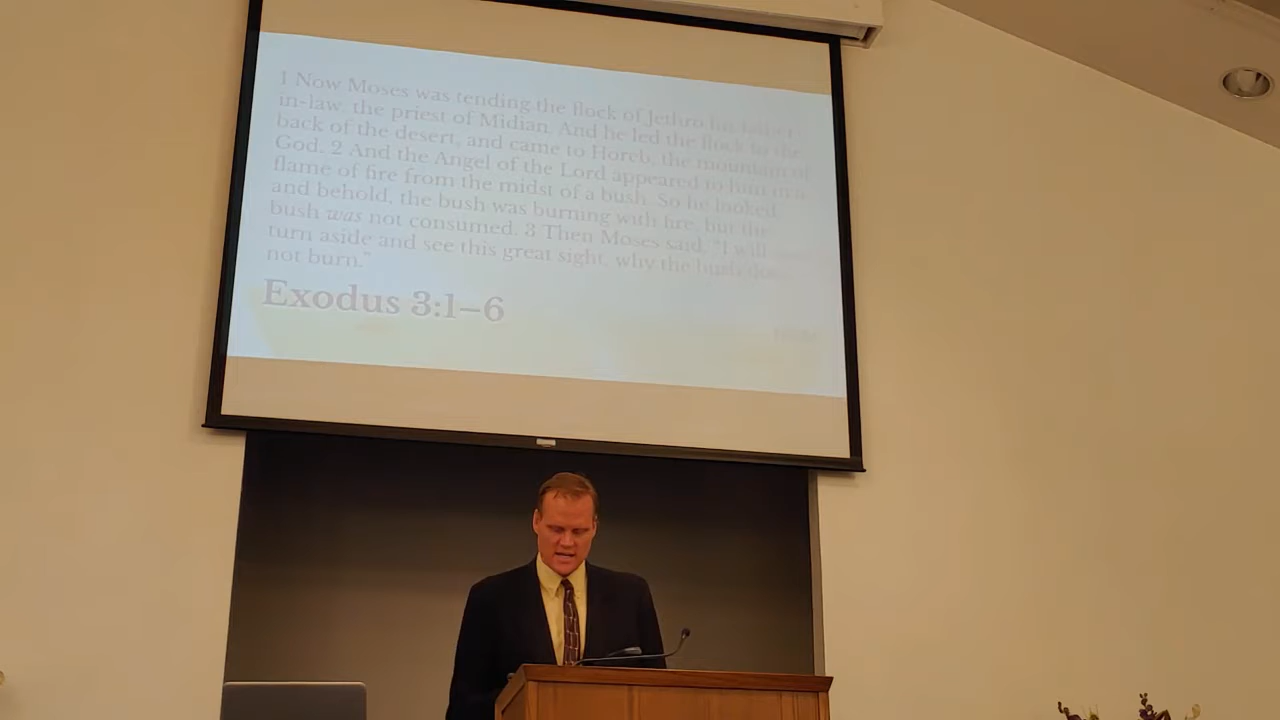 1 Now Moses was tending the flock of Jethro his father-
in-law, the priest of Midian. And he led the flock to the
back of the desert, and came to Horeb, the mountain of
God. 2 And the Angel of the Lord appeared to him in a
flame of fire from the midst of a bush. So he looked,
and behold, the bush was burning with fire, but the
bush was not consumed. 3 Then Moses said, "I will
turn aside and see this great sight, why the bush does
not burn."
Exodus 3:1–6